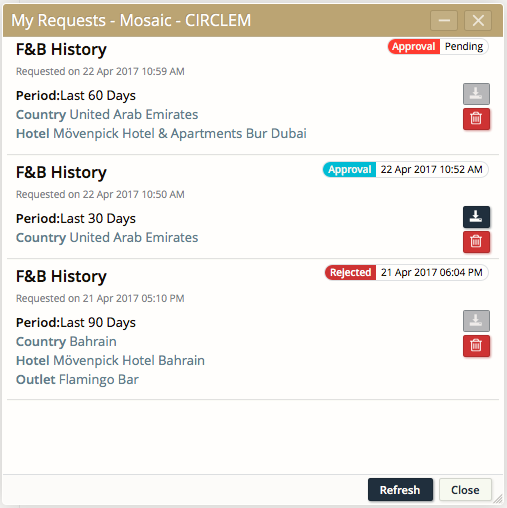 My Requests - Mosaic - CIRCLEM
F&B History
Approval Pending
Requested on 22 Apr 2017 10:59 AM
Period:Last 60 Days
Country United Arab Emirates
Hotel Mövenpick Hotel & Apartments Bur Dubai
F&B History
Approval 22 Apr 2017 10:52 AM
Requested on 22 Apr 2017 10:50 AM
Period:Last 30 Days
Country United Arab Emirates
F&B History
Rejected 21 Apr 2017 06:04 PM
Requested on 21 Apr 2017 05:10 PM
Period:Last 90 Days
Country Bahrain
Hotel Mövenpick Hotel Bahrain
Outlet Flamingo Bar
Refresh Close